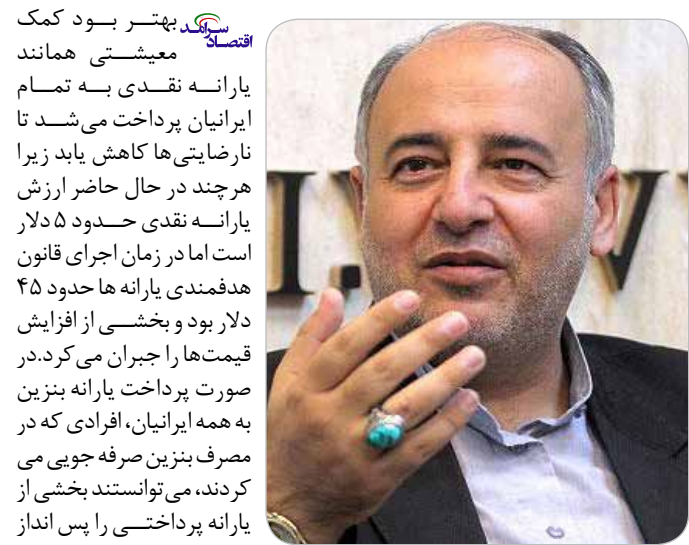 سرآمد
اقتصاد
بهتر بود کمک
معیشتی همانند
یارانه نقدی به تمام
ایرانیان پرداخت می‌شد تا
نارضایتی‌ها کاهش یابد زیرا
هرچند در حال حاضر ارزش
یارانه نقدی حدود ۵ دلار
است اما در زمان اجرای قانون
هدفمندی یارانه ها حدود ۴۵
دلار بود و بخشی از افزایش
قیمت‌ها را جبران می‌کرد.در
صورت پرداخت یارانه بنزین
به همه ایرانیان، افرادی که در
مصرف بنزین صرفه جویی می
کردند، می‌توانستند بخشی از
یارانه پرداختی را پس انداز